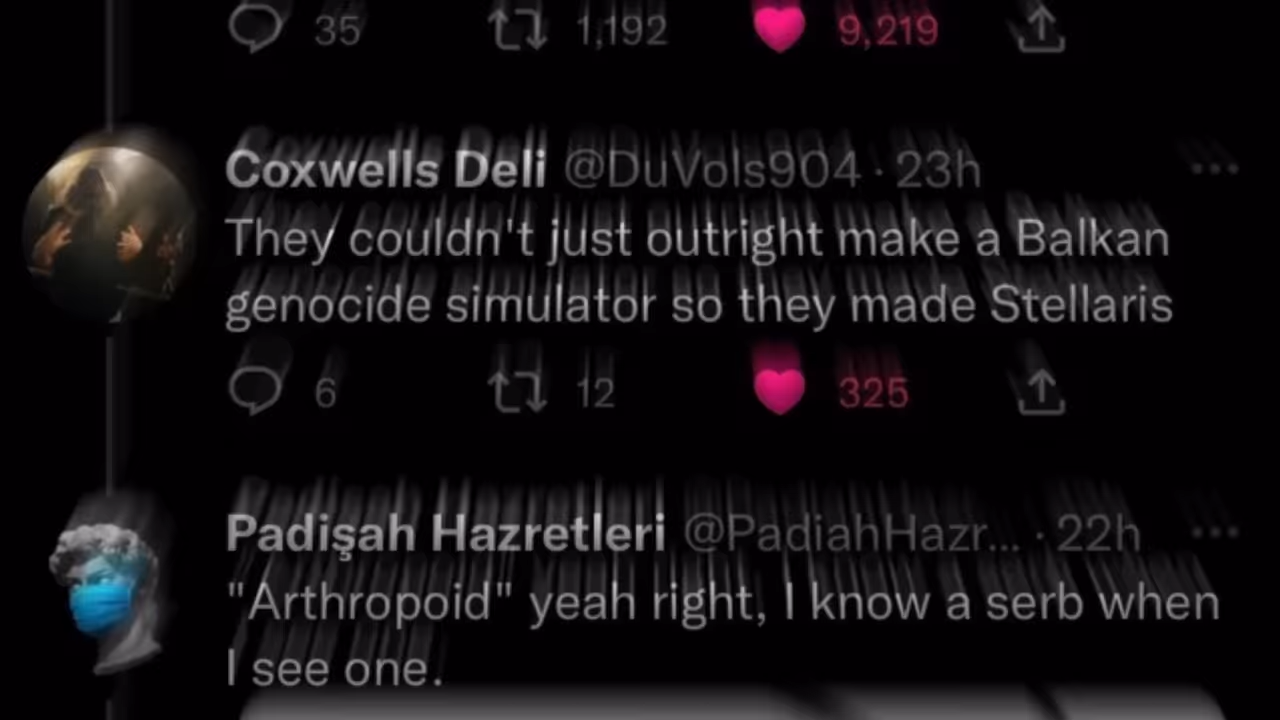 35 1,192 9,219
Coxwells Deli @DuVols904 · 23h
They couldn't just outright make a Balkan
genocide simulator so they made Stellaris
6 12 325
Padişah Hazretleri @PadiahHazr... · 22h
"Arthropoid" yeah right, I know a serb when
I see one.